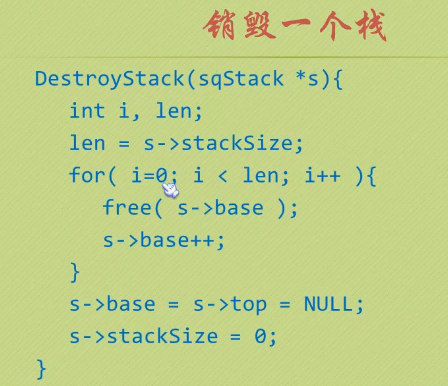 销毁一个栈
DestroyStack(sqStack *s){
int i, len;
len = s->stackSize;
for( i=0; i < len; i++ ){
free( s->base );
s->base++;
}
s->base = s->top = NULL;
s->stackSize = 0;
}